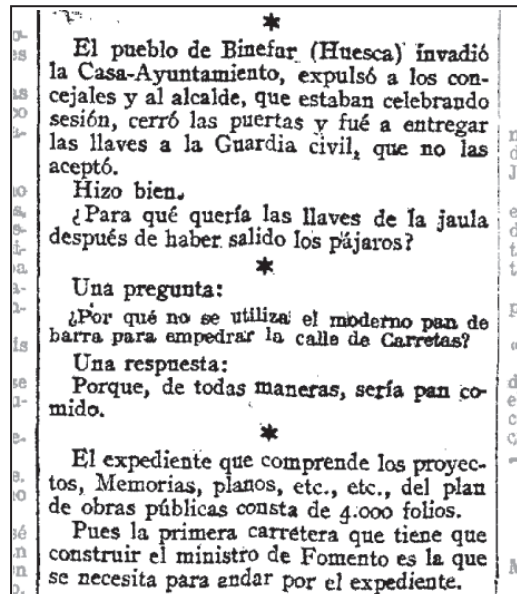 *
El pueblo de Binefar (Huesca) invadió
la Casa-Ayuntamiento, expulsó a los con-
cejales y al alcalde, que estaban celebrando
sesión, cerró las puertas y fué a entregar
las llaves a la Guardia civil, que no las
aceptó.
Hizo bien.
¿Para qué quería las llaves de la jaula
después de haber salido los pájaros?
*
Una pregunta:
¿Por qué no se utiliza el moderno pan de
barra para empedrar la calle de Carretas?
Una respuesta:
Porque, de todas maneras, sería pan co-
mido.
*
El expediente que comprende los proyec-
tos, Memorias, planos, etc., etc., del plan
de obras públicas consta de 4.000 folios.
Pues la primera carretera que tiene que
construir el ministro de Fomento es la que
se necesita para andar por el expediente.